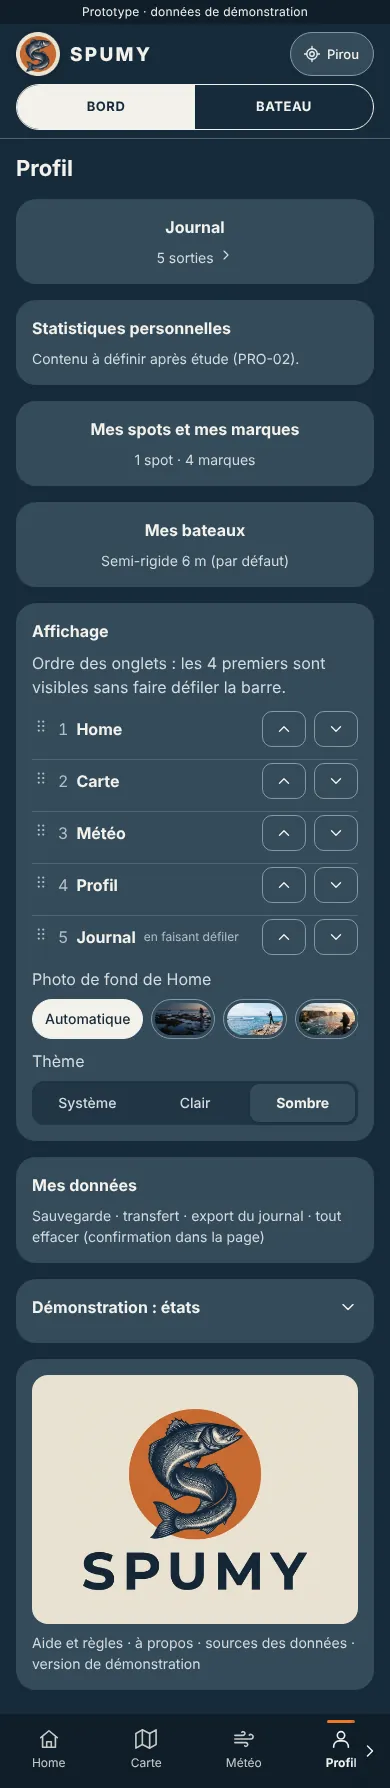 Prototype · données de démonstration
SPUMY
Pirou
BORD
BATEAU
Profil
Journal
5 sorties
Statistiques personnelles
Contenu à définir après étude (PRO-02).
Mes spots et mes marques
1 spot · 4 marques
Mes bateaux
Semi-rigide 6 m (par défaut)
Affichage
Ordre des onglets : les 4 premiers sont
visibles sans faire défiler la barre.
1 Home
2 Carte
3 Météo
4 Profil
5 Journal en faisant défiler
Photo de fond de Home
Automatique
Thème
Système
Clair
Sombre
Mes données
Sauvegarde · transfert · export du journal · tout
effacer (confirmation dans la page)
Démonstration : états
SPUMY
Aide et règles · à propos · sources des données ·
version de démonstration
Home
Carte
Météo
Profil